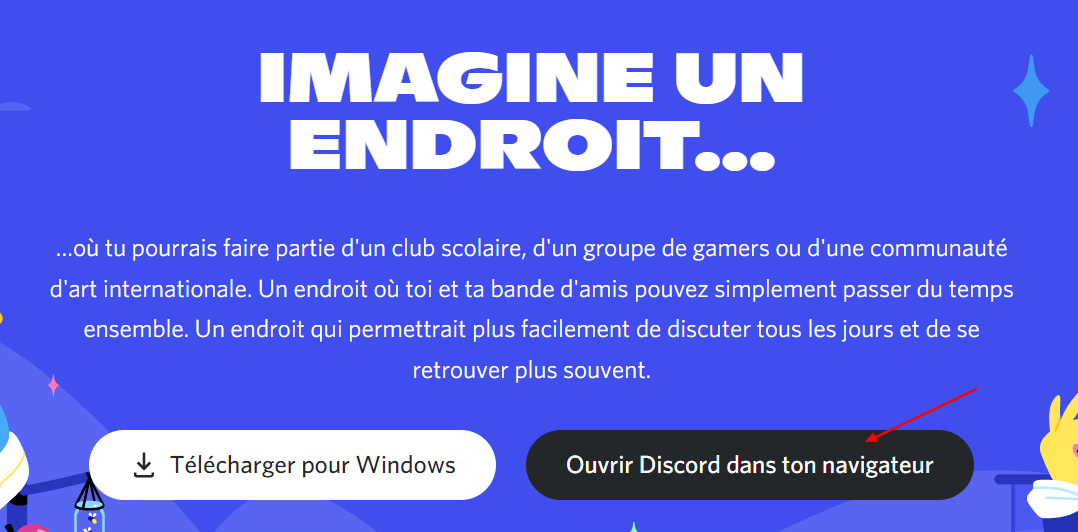 IMAGINE UN
ENDROIT...
...où tu pourrais faire partie d'un club scolaire, d'un groupe de gamers ou d'une communauté
d'art internationale. Un endroit où toi et ta bande d'amis pouvez simplement passer du temps
ensemble. Un endroit qui permettrait plus facilement de discuter tous les jours et de se
retrouver plus souvent.
Télécharger pour Windows
Ouvrir Discord dans ton navigateur